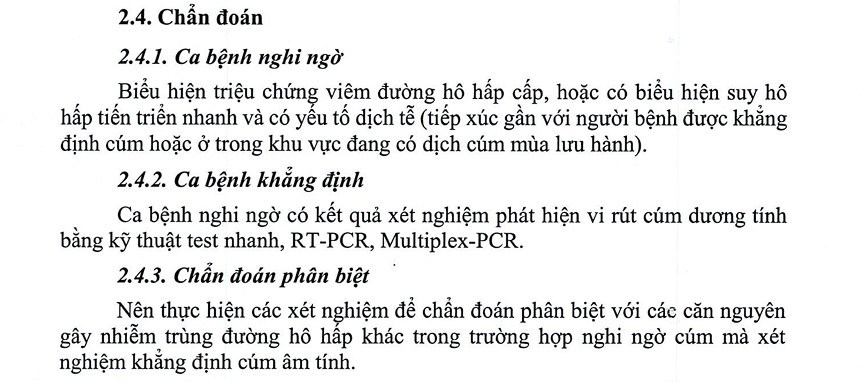 2.4. Chẩn đoán
2.4.1. Ca bệnh nghi ngờ
Biểu hiện triệu chứng viêm đường hô hấp cấp, hoặc có biểu hiện suy hô
hấp tiến triển nhanh và có yếu tố dịch tễ (tiếp xúc gần với người bệnh được khẳng
định cúm hoặc ở trong khu vực đang có dịch cúm mùa lưu hành).
2.4.2. Ca bệnh khẳng định
Ca bệnh nghi ngờ có kết quả xét nghiệm phát hiện vi rút cúm dương tính
bằng kỹ thuật test nhanh, RT-PCR, Multiplex-PCR.
2.4.3. Chẩn đoán phân biệt
Nên thực hiện các xét nghiệm để chẩn đoán phân biệt với các căn nguyên
gây nhiễm trùng đường hô hấp khác trong trường hợp nghi ngờ cúm mà xét
nghiệm khẳng định cúm âm tính.